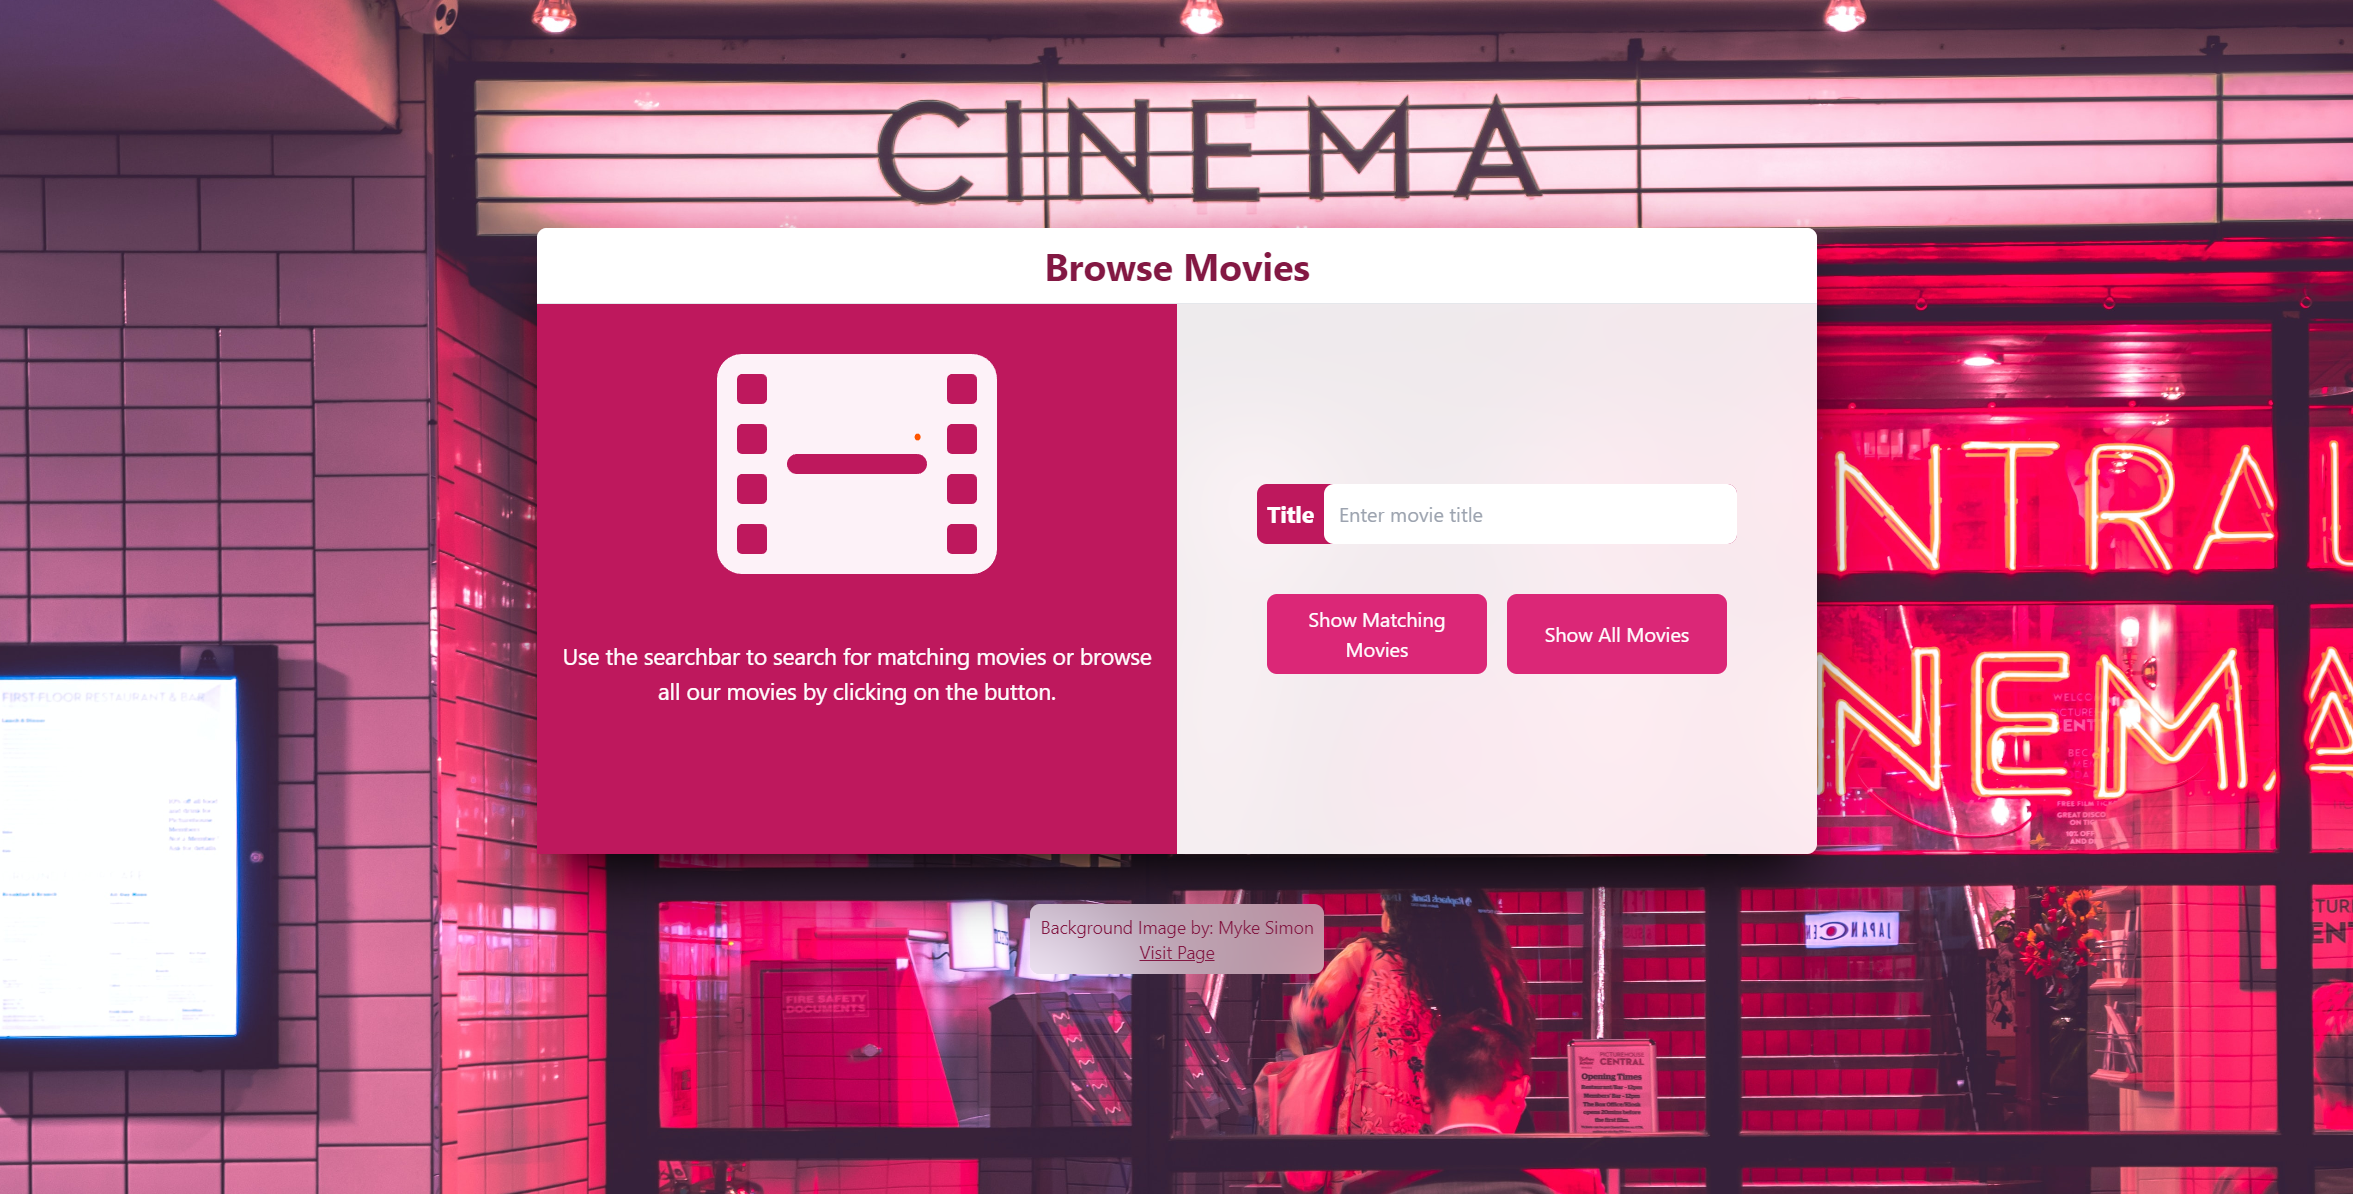 CINEMA
Browse Movies
Title
Enter movie title
Show Matching
Movies
Show All Movies
Use the searchbar to search for matching movies or browse
all our movies by clicking on the button.
Background Image by: Myke Simon
Visit Page
NTRAL
NEMA
FIRST FLOOR RESTAURANT & BAR
FIRE SAFETY
DOCUMENTS
JAPAN
PICTUREHOUSE
CENTRAL
Opening Times